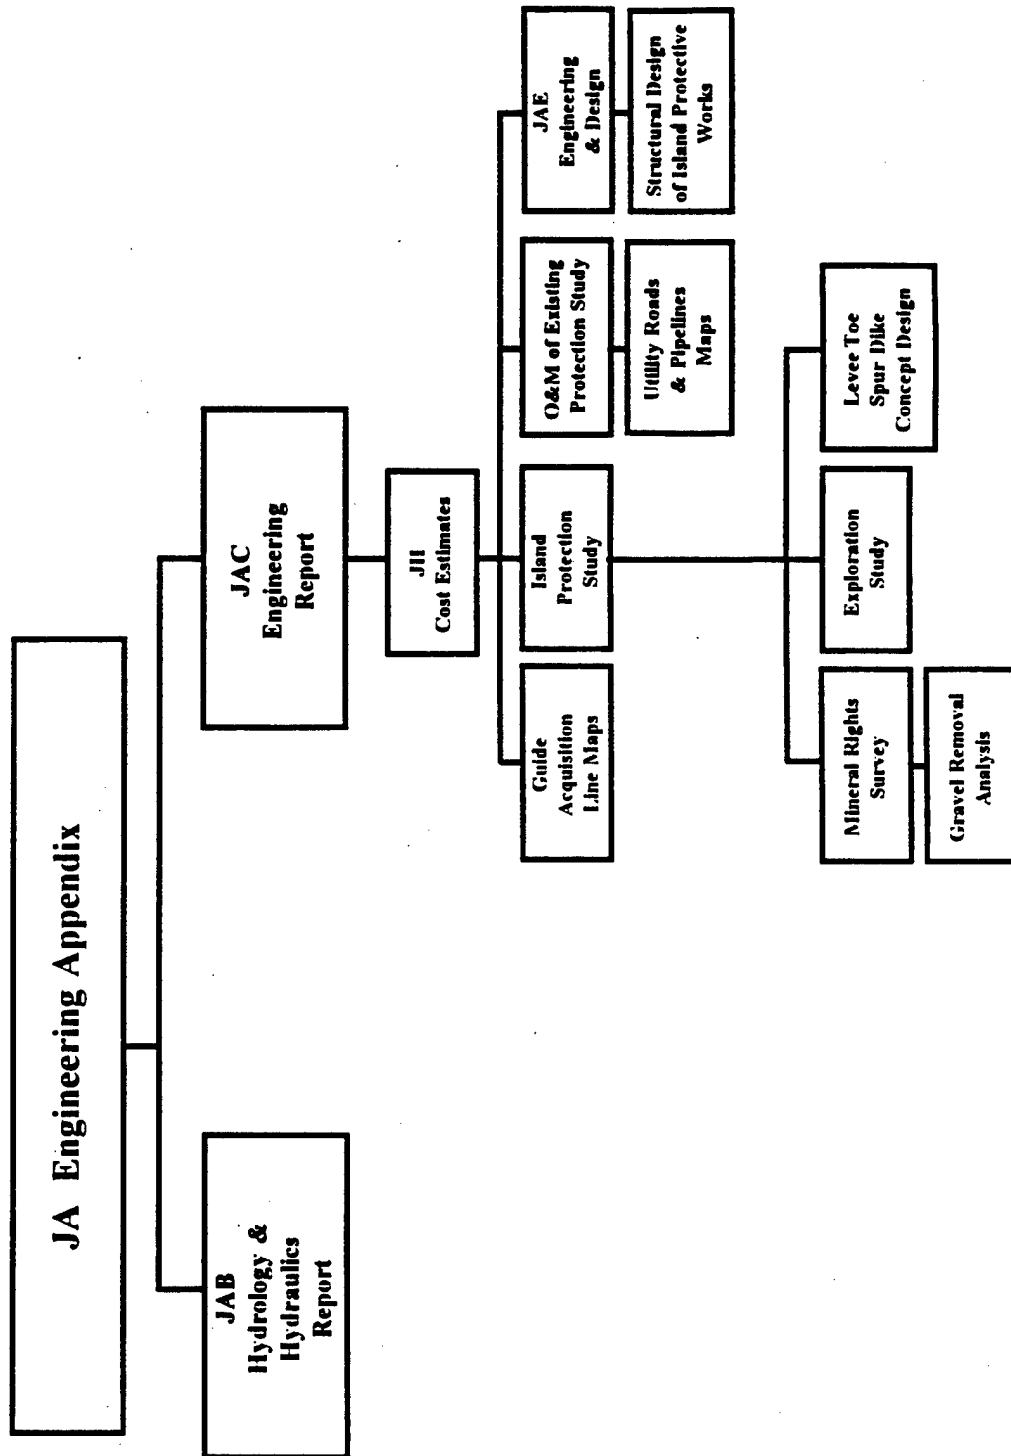 JA Engineering Appendix
JAB
Hydrology &
Hydraulics
Report
JAC
Engineering
Report
JH
Cost Estimates
Guide
Acquisition
Line Maps
Island
Protection
Study
O&M of Existing
Protection Study
JAE
Engineering
& Design
Utility Roads
& Pipelines
Maps
Structural Design
of Island Protective
Works
Mineral Rights
Survey
Exploration
Study
Levee Toe
Spur Dike
Concept Design
Gravel Removal
Analysis